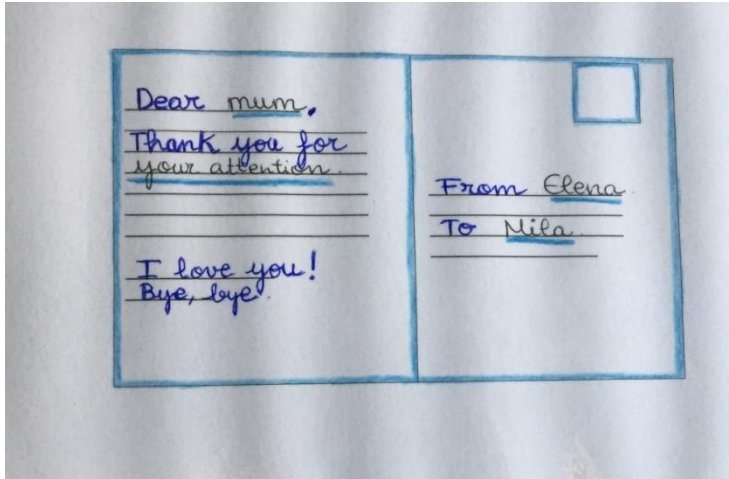 Dear mum,
Thank you for
your attention.
I love you!
Bye, bye.
From Elena
To Mila